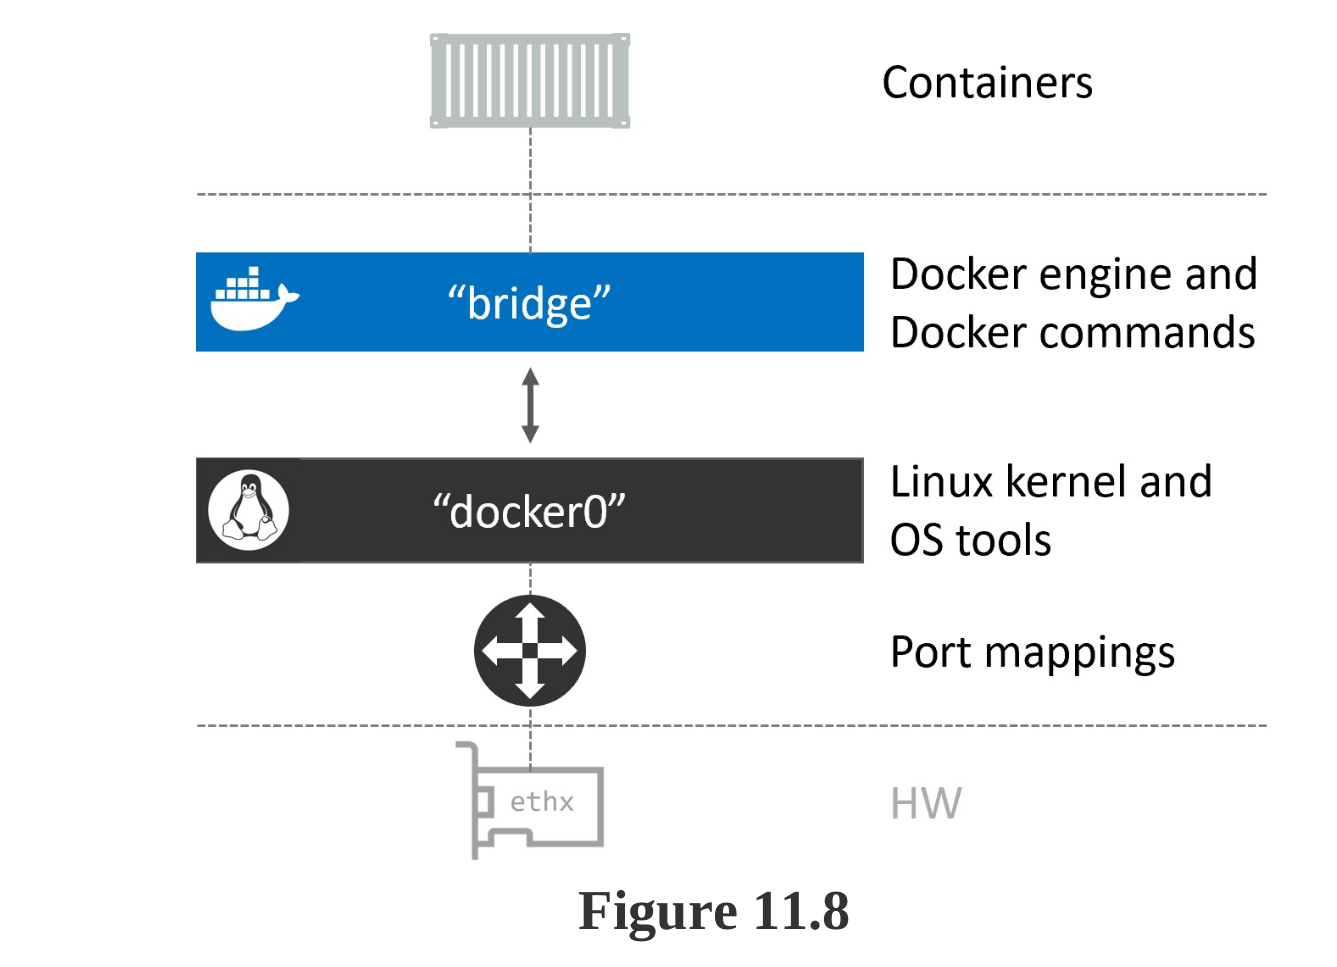 Containers
“bridge”
Docker engine and
Docker commands
“docker0”
Linux kernel and
OS tools
Port mappings
ethx
HW
Figure 11.8